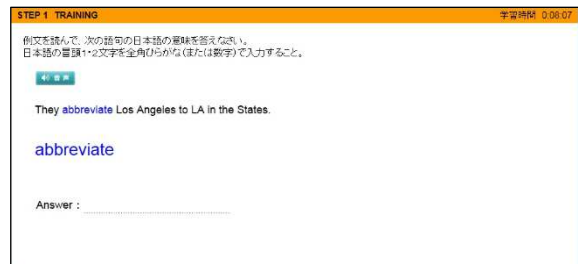 STEP 1 TRAINING 学習時間 0:08:07
例文を読んで、次の語句の日本語の意味を答えなさい。
日本語の冒頭1・2文字を全角ひらがな(または数字)で入力すること。
音声
They abbreviate Los Angeles to LA in the States.
abbreviate
Answer :